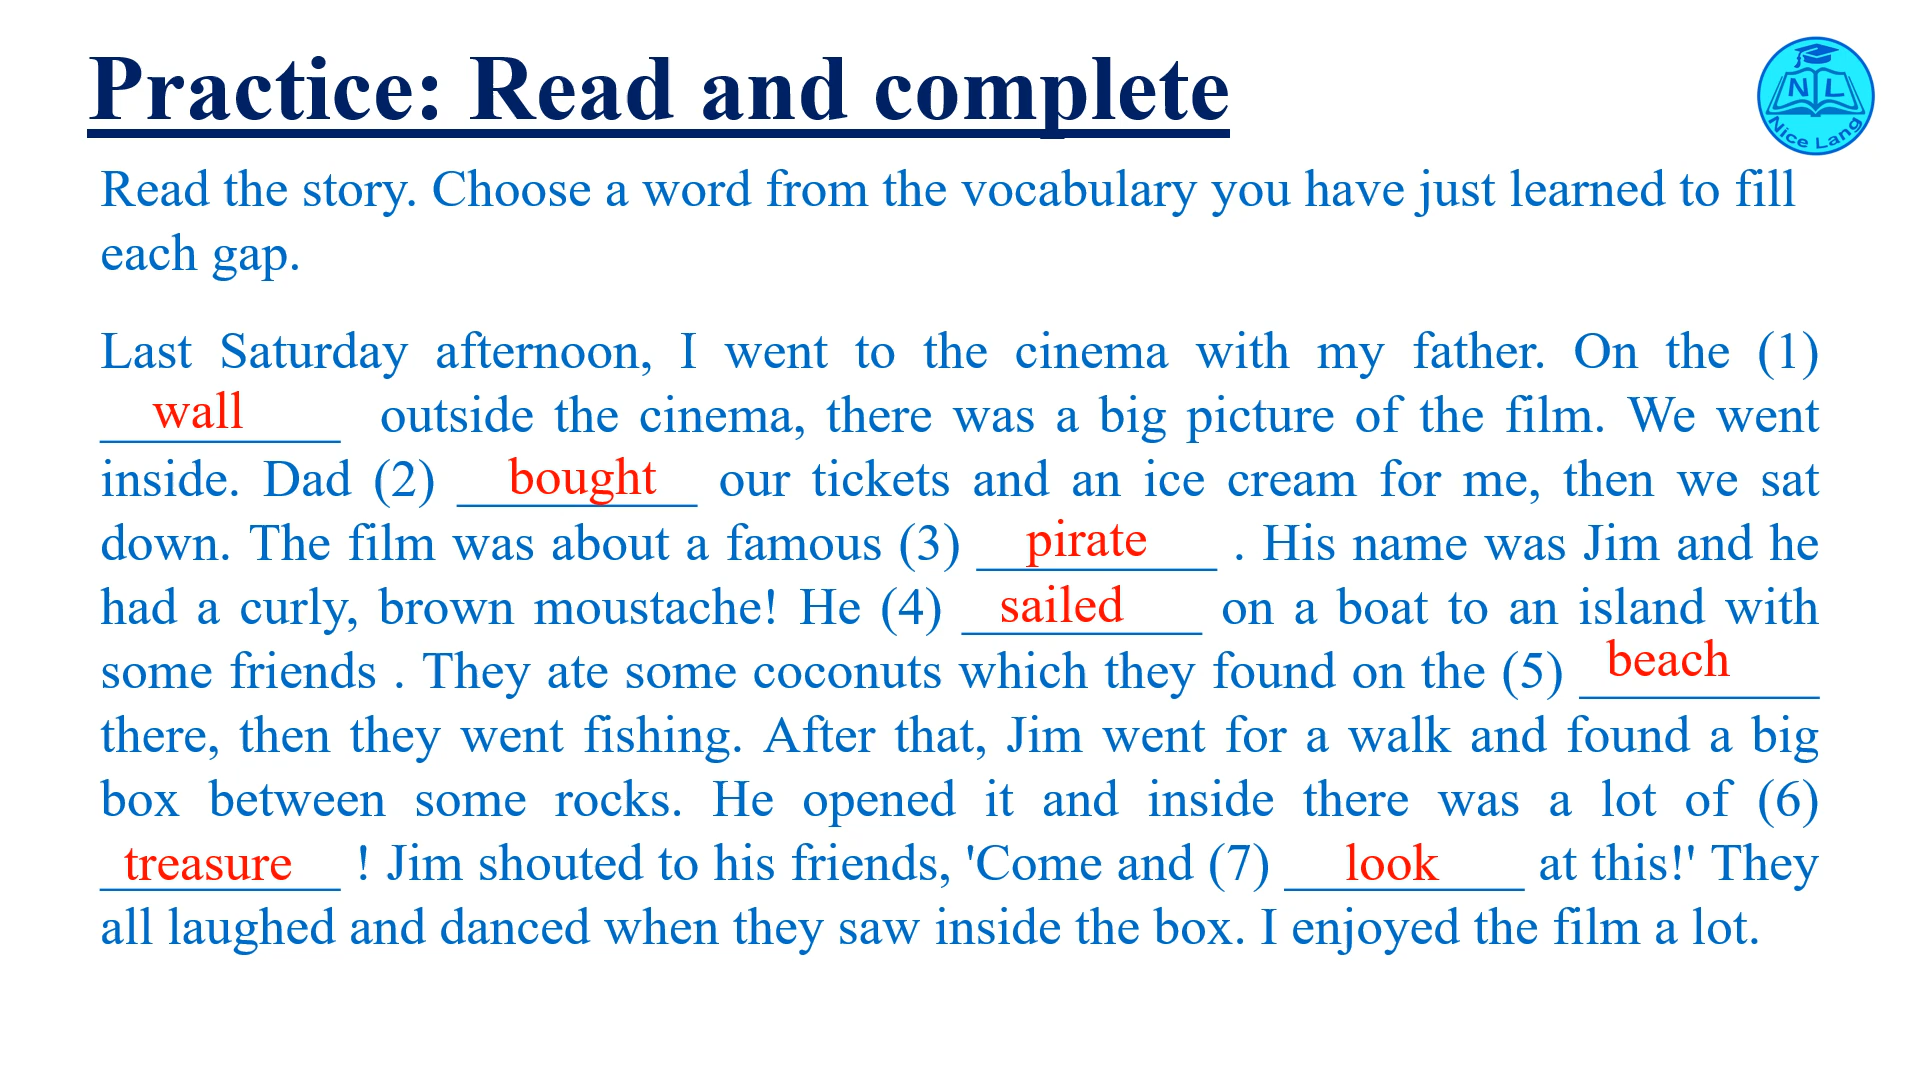 Practice: Read and complete
N L
Nice Lang
Read the story. Choose a word from the vocabulary you have just learned to fill
each gap.
Last Saturday afternoon, I went to the cinema with my father. On the (1)
wall outside the cinema, there was a big picture of the film. We went
inside. Dad (2) bought our tickets and an ice cream for me, then we sat
down. The film was about a famous (3) pirate . His name was Jim and he
had a curly, brown moustache! He (4) sailed on a boat to an island with
some friends . They ate some coconuts which they found on the (5) beach
there, then they went fishing. After that, Jim went for a walk and found a big
box between some rocks. He opened it and inside there was a lot of (6)
treasure ! Jim shouted to his friends, 'Come and (7) look at this!' They
all laughed and danced when they saw inside the box. I enjoyed the film a lot.